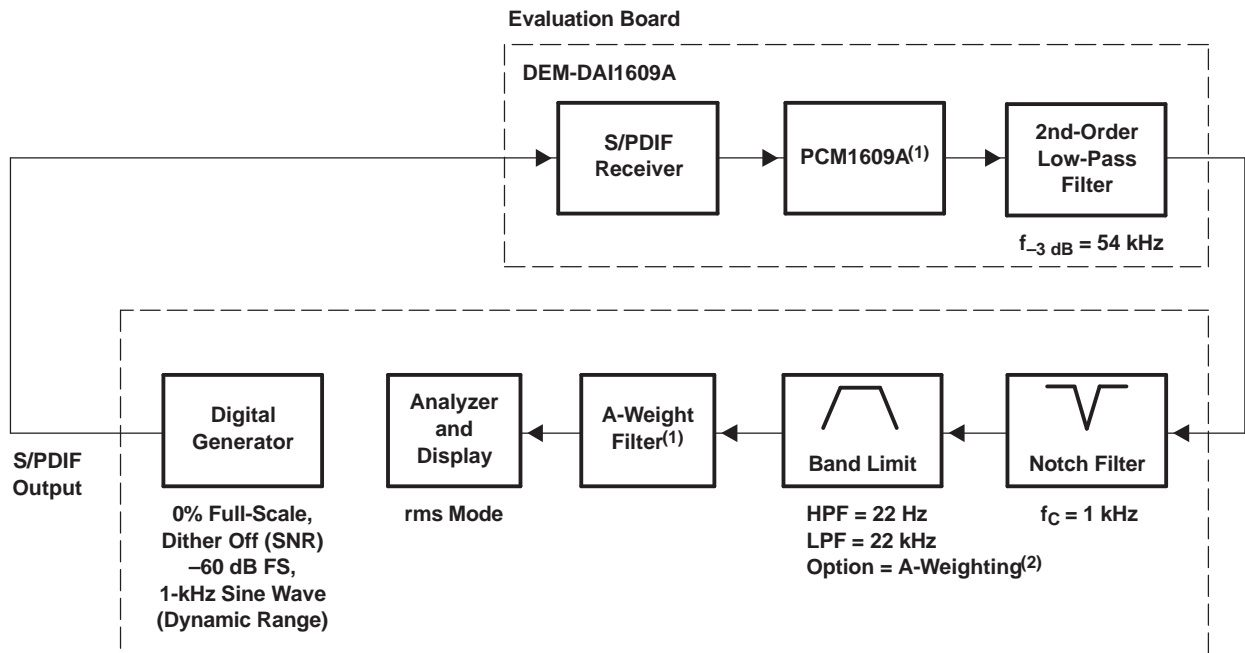 Evaluation Board
DEM-DAI1609A
S/PDIF
Receiver
PCM1609A(1)
2nd-Order
Low-Pass
Filter
f–3 dB = 54 kHz
S/PDIF
Output
Digital
Generator
0% Full-Scale,
Dither Off (SNR)
–60 dB FS,
1-kHz Sine Wave
(Dynamic Range)
Analyzer
and
Display
rms Mode
A-Weight
Filter(1)
Band Limit
HPF = 22 Hz
LPF = 22 kHz
Option = A-Weighting(2)
Notch Filter
fC = 1 kHz